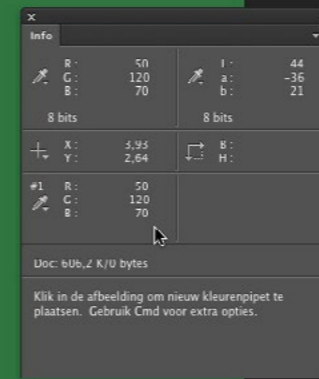 Info
R: 50 l: 44
G: 120 a: -36
B: 70 b: 21
8 bits 8 bits
X: 3,93 B:
Y: 2,64 H:
#1 R: 50
G: 120
B: 70
Doc: 606,2 K/0 bytes
Klik in de afbeelding om nieuw kleurenpipet te
plaatsen. Gebruik Cmd voor extra opties.